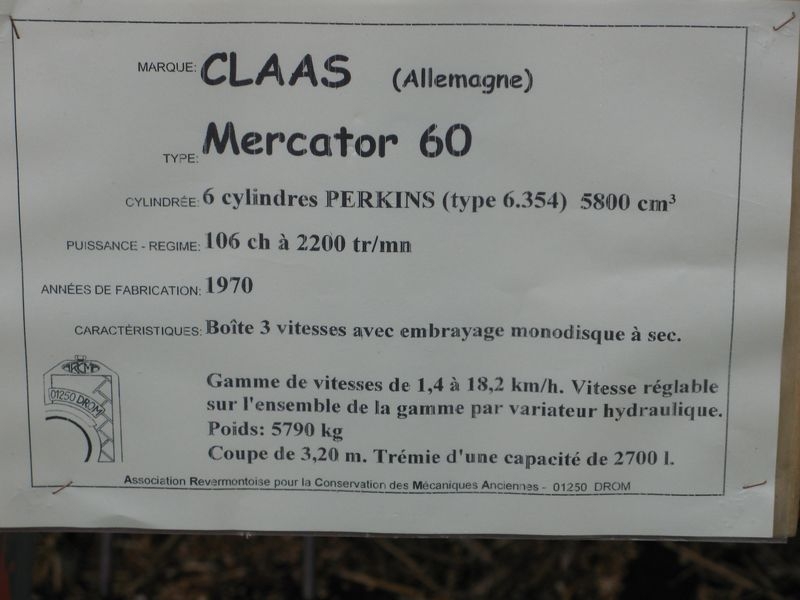 MARQUE: CLAAS (Allemagne)
TYPE: Mercator 60
CYLINDRÉE: 6 cylindres PERKINS (type 6.354) 5800 cm³
PUISSANCE - REGIME: 106 ch à 2200 tr/mn
ANNÉES DE FABRICATION: 1970
CARACTÈRISTIQUES: Boîte 3 vitesses avec embrayage monodisque à sec.
ARCMA
01250 DROM
Gamme de vitesses de 1,4 à 18,2 km/h. Vitesse réglable
sur l'ensemble de la gamme par variateur hydraulique.
Poids: 5790 kg
Coupe de 3,20 m. Trémie d'une capacité de 2700 l.
Association Revermontoise pour la Conservation des Mécaniques Anciennes - 01250 DROM